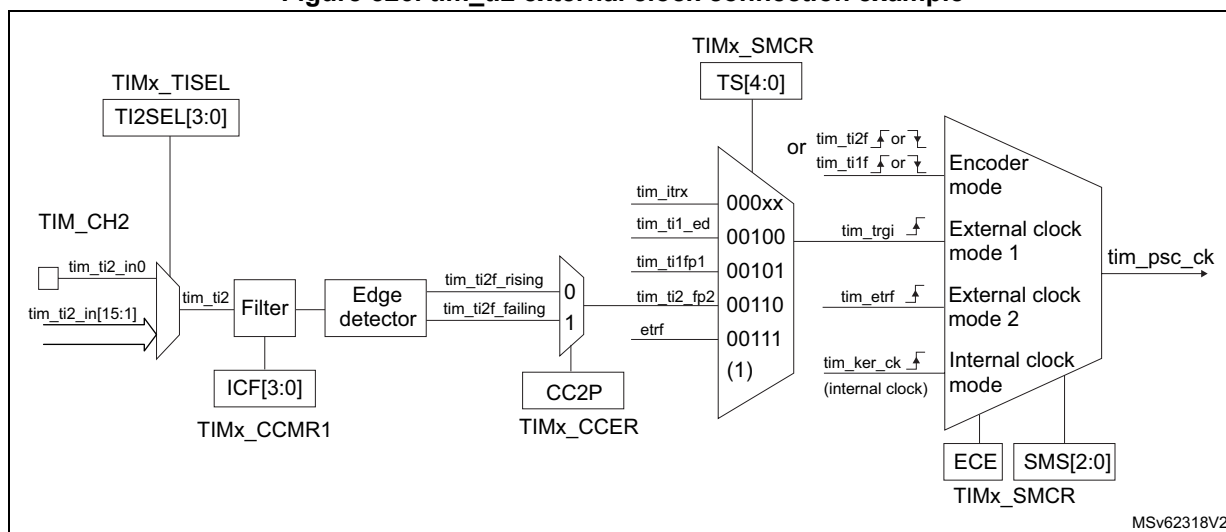 TIMx_SMCR
TS[4:0]
TIMx_TISEL
TI2SEL[3:0]
TIM_CH2
tim_ti2_in0
tim_ti2_in[15:1]
tim_ti2
Filter
ICF[3:0]
TIMx_CCMR1
Edge
detector
tim_ti2f_rising
tim_ti2f_failing
0
1
CC2P
TIMx_CCER
tim_itrx
000xx
tim_ti1_ed
00100
tim_ti1fp1
00101
tim_ti2_fp2
00110
etrf
00111
(1)
or
tim_ti2f or
tim_ti1f or
Encoder
mode
tim_trgi
External clock
mode 1
tim_etrf
External clock
mode 2
tim_ker_ck
(internal clock)
Internal clock
mode
tim_psc_ck
ECE
SMS[2:0]
TIMx_SMCR
MSv62318V2